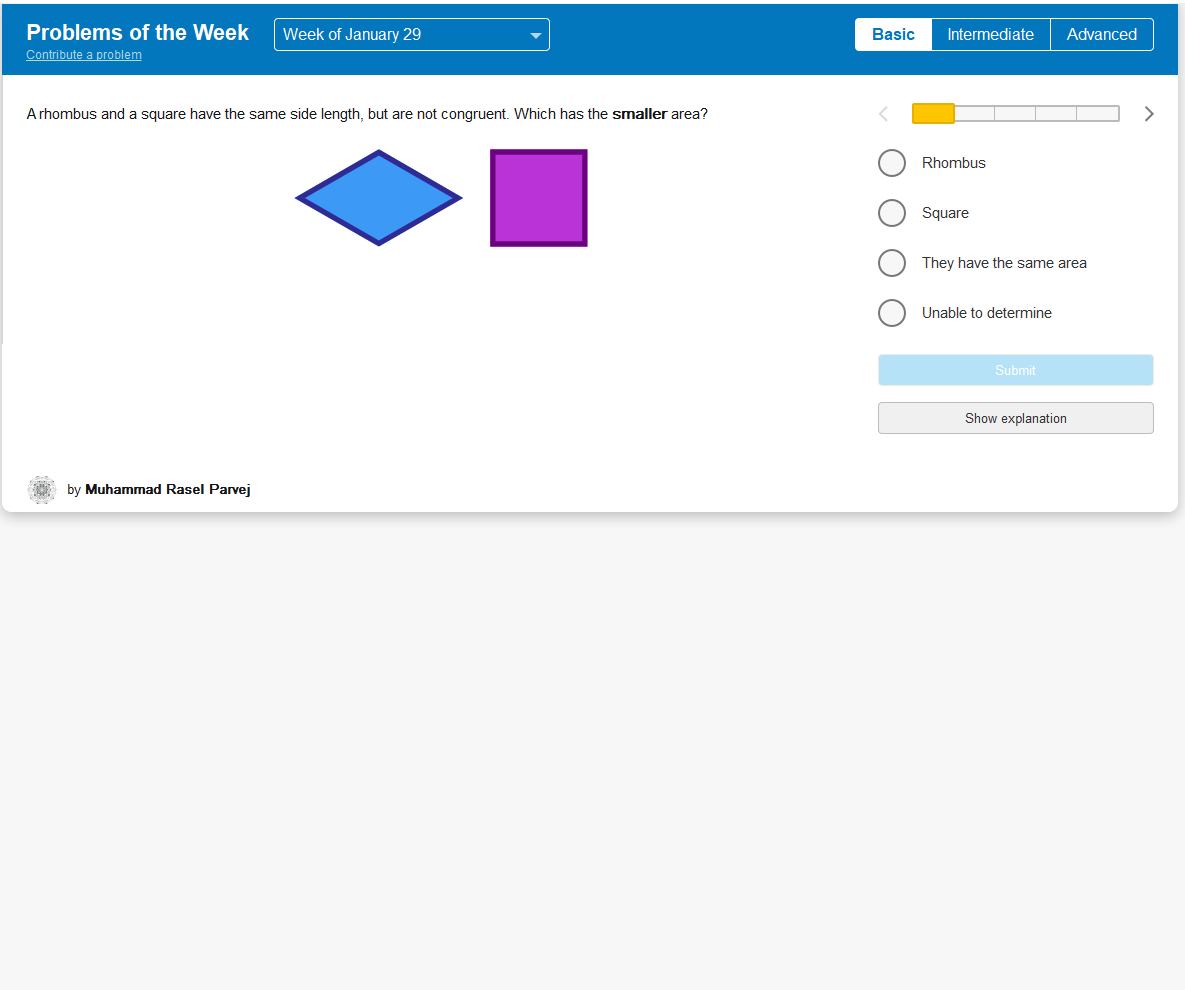 Problems of the Week
Contribute a problem
Week of January 29
Basic
Intermediate
Advanced
A rhombus and a square have the same side length, but are not congruent. Which has the smaller area?
Rhombus
Square
They have the same area
Unable to determine
Submit
Show explanation
by Muhammad Rasel Parvej